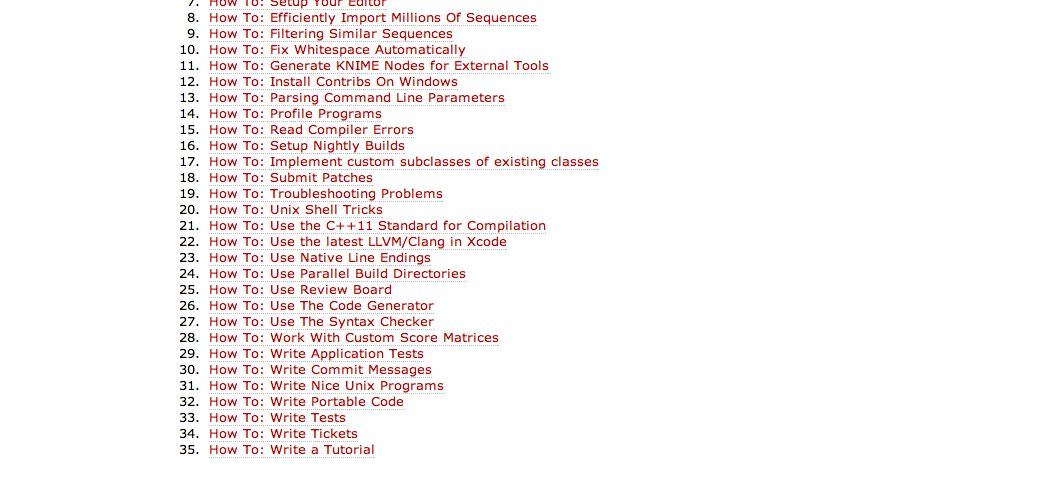 7. How To: Setup Your Editor
8. How To: Efficiently Import Millions Of Sequences
9. How To: Filtering Similar Sequences
10. How To: Fix Whitespace Automatically
11. How To: Generate KNIME Nodes for External Tools
12. How To: Install Contribs On Windows
13. How To: Parsing Command Line Parameters
14. How To: Profile Programs
15. How To: Read Compiler Errors
16. How To: Setup Nightly Builds
17. How To: Implement custom subclasses of existing classes
18. How To: Submit Patches
19. How To: Troubleshooting Problems
20. How To: Unix Shell Tricks
21. How To: Use the C++11 Standard for Compilation
22. How To: Use the latest LLVM/Clang in Xcode
23. How To: Use Native Line Endings
24. How To: Use Parallel Build Directories
25. How To: Use Review Board
26. How To: Use The Code Generator
27. How To: Use The Syntax Checker
28. How To: Work With Custom Score Matrices
29. How To: Write Application Tests
30. How To: Write Commit Messages
31. How To: Write Nice Unix Programs
32. How To: Write Portable Code
33. How To: Write Tests
34. How To: Write Tickets
35. How To: Write a Tutorial